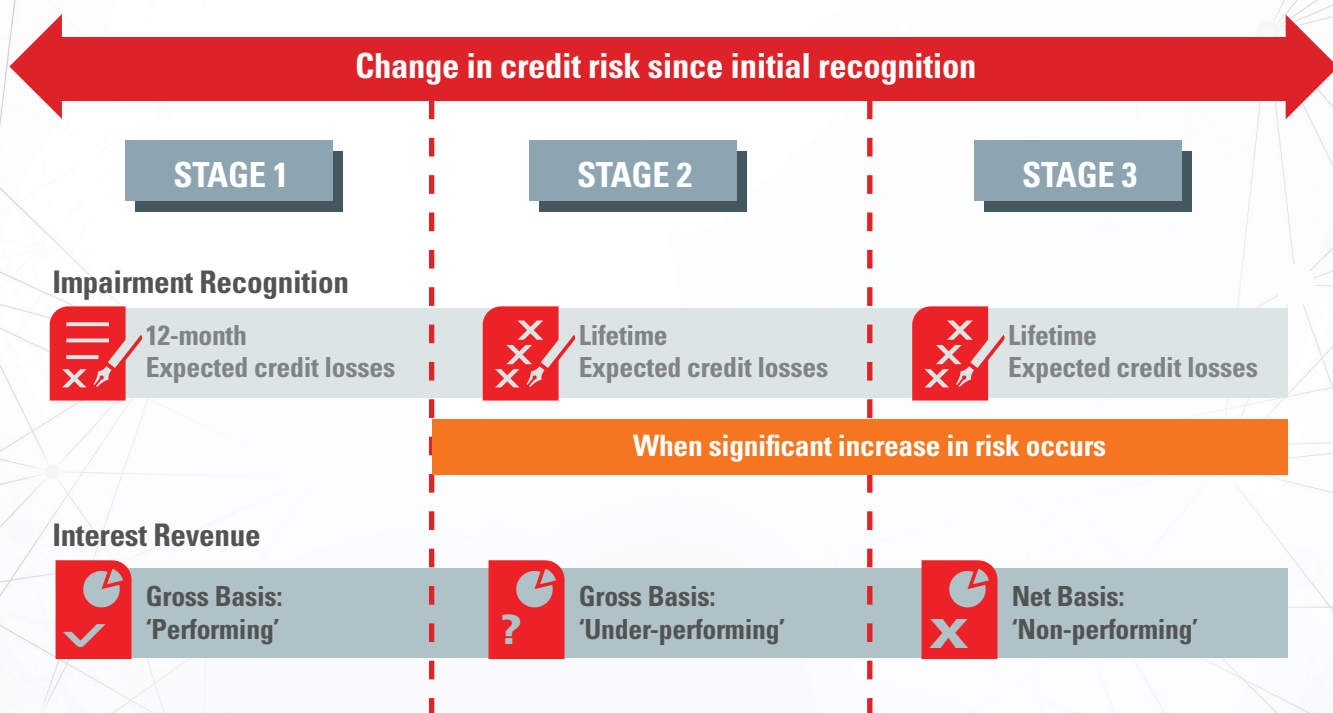 Change in credit risk since initial recognition
STAGE 1
STAGE 2
STAGE 3
Impairment Recognition
12-month
Expected credit losses
Lifetime
Expected credit losses
Lifetime
Expected credit losses
When significant increase in risk occurs
Interest Revenue
Gross Basis:
‘Performing’
?
Gross Basis:
‘Under-performing’
Net Basis:
‘Non-performing’